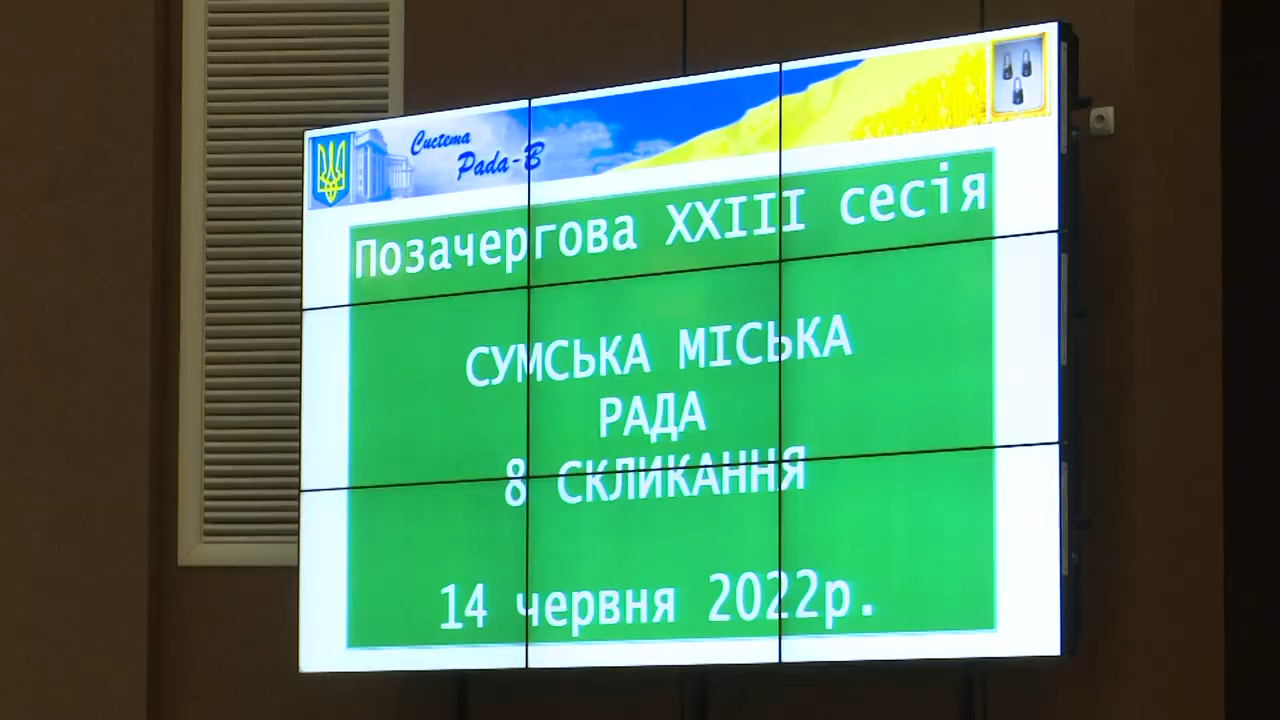 Система
Рада-В
Позачергова XXIII сесія
СУМСЬКА МІСЬКА
РАДА
8 СКЛИКАННЯ
14 червня 2022р.